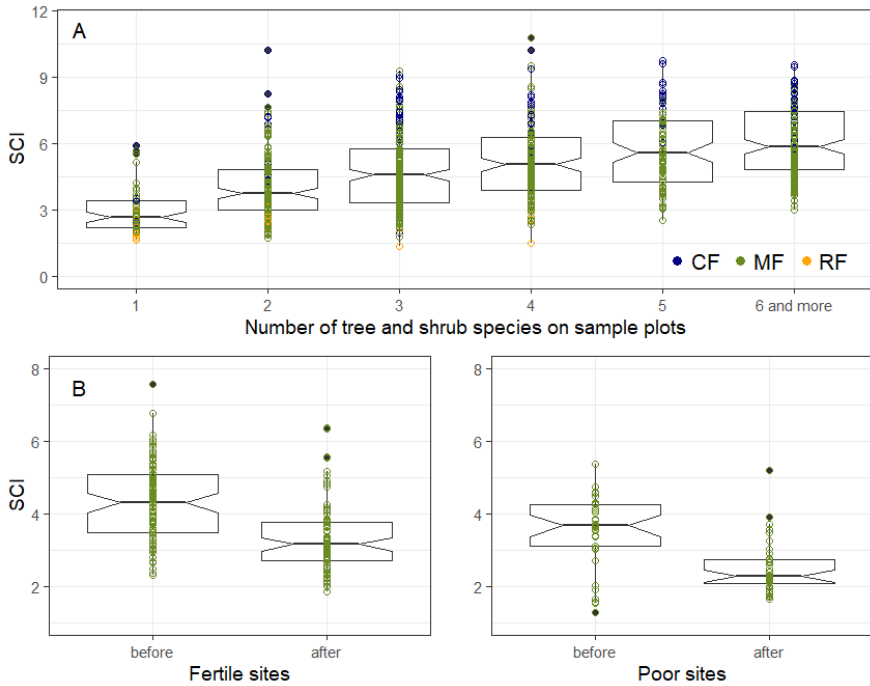 A
12
9
6
3
0
SCI
CF MF RF
1 2 3 4 5 6 and more
Number of tree and shrub species on sample plots
B
8
6
4
2
SCI
before after
Fertile sites
8
6
4
2
before after
Poor sites